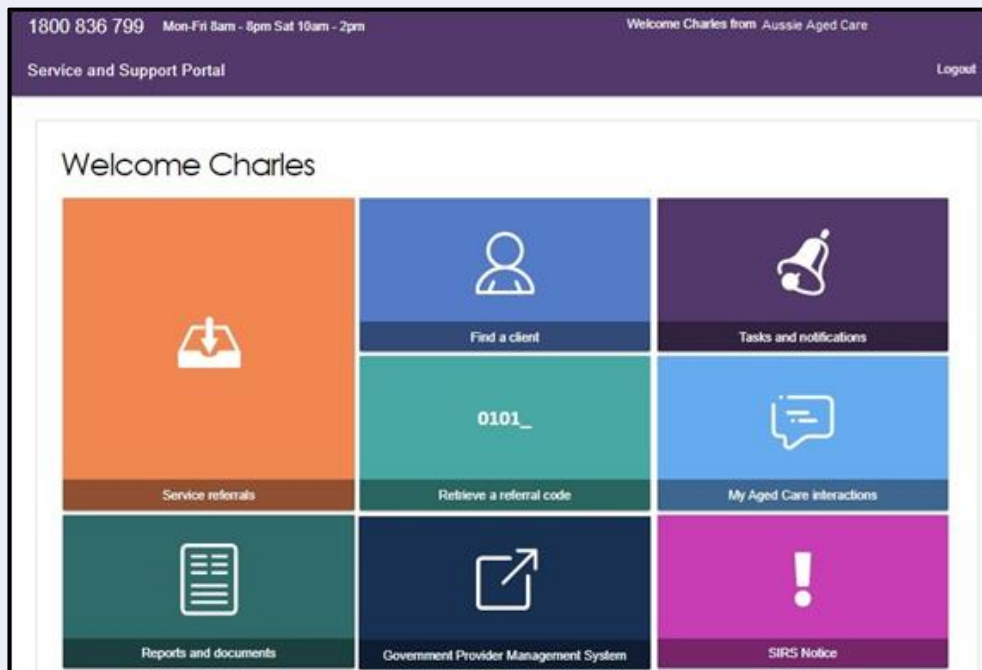 1800 836 799 Mon-Fri 8am - 8pm Sat 10am - 2pm Welcome Charles from Aussie Aged Care
Service and Support Portal Logout
Welcome Charles
Service referrals
Find a client
Tasks and notifications
0101_
Retrieve a referral code
My Aged Care interactions
Reports and documents
Government Provider Management System
SIRS Notice